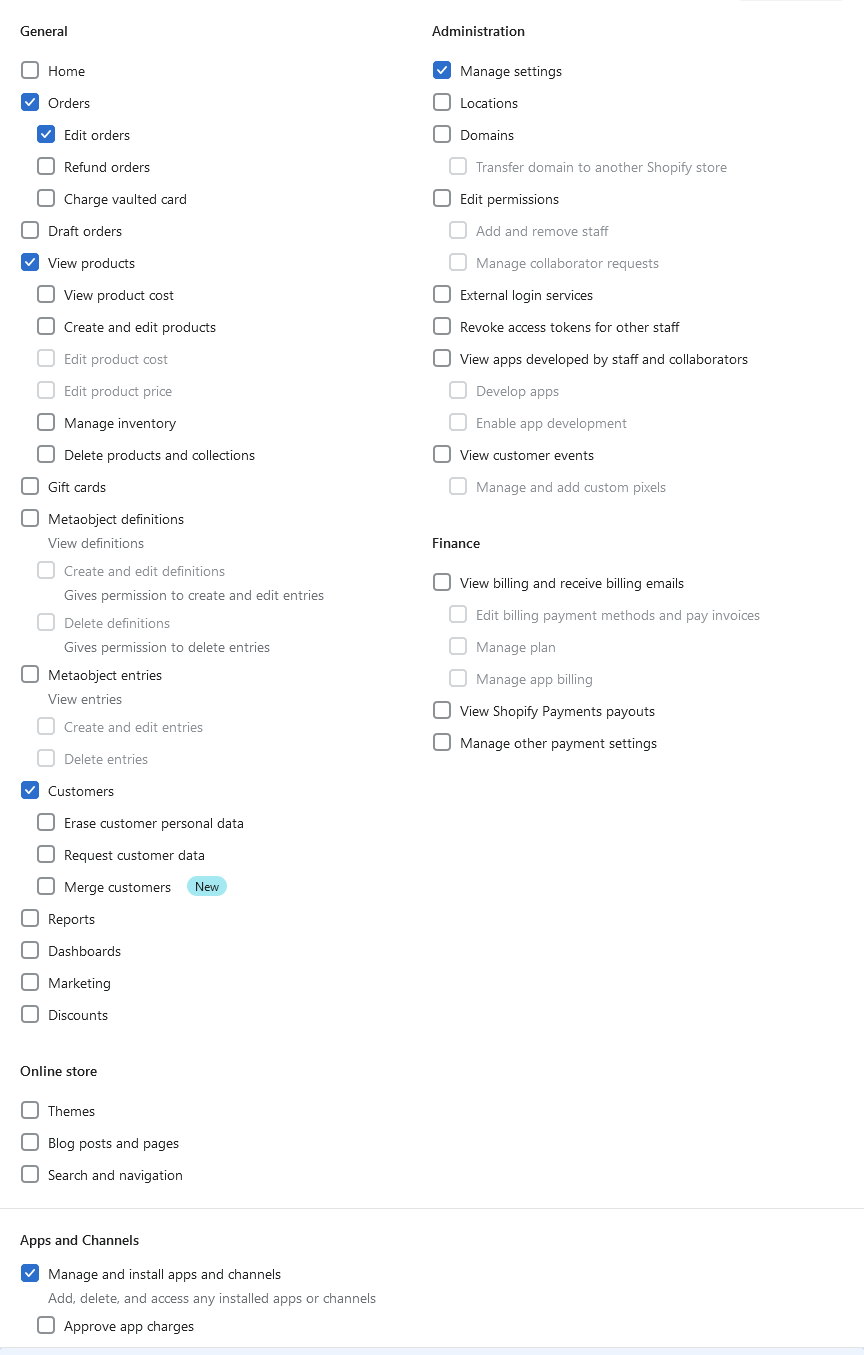 General
Home
Orders
Edit orders
Refund orders
Charge vaulted card
Draft orders
View products
View product cost
Create and edit products
Edit product cost
Edit product price
Manage inventory
Delete products and collections
Gift cards
Metaobject definitions
View definitions
Create and edit definitions
Gives permission to create and edit entries
Delete definitions
Gives permission to delete entries
Metaobject entries
View entries
Create and edit entries
Delete entries
Customers
Erase customer personal data
Request customer data
Merge customers New
Reports
Dashboards
Marketing
Discounts
Online store
Themes
Blog posts and pages
Search and navigation
Administration
Manage settings
Locations
Domains
Transfer domain to another Shopify store
Edit permissions
Add and remove staff
Manage collaborator requests
External login services
Revoke access tokens for other staff
View apps developed by staff and collaborators
Develop apps
Enable app development
View customer events
Manage and add custom pixels
Finance
View billing and receive billing emails
Edit billing payment methods and pay invoices
Manage plan
Manage app billing
View Shopify Payments payouts
Manage other payment settings
Apps and Channels
Manage and install apps and channels
Add, delete, and access any installed apps or channels
Approve app charges